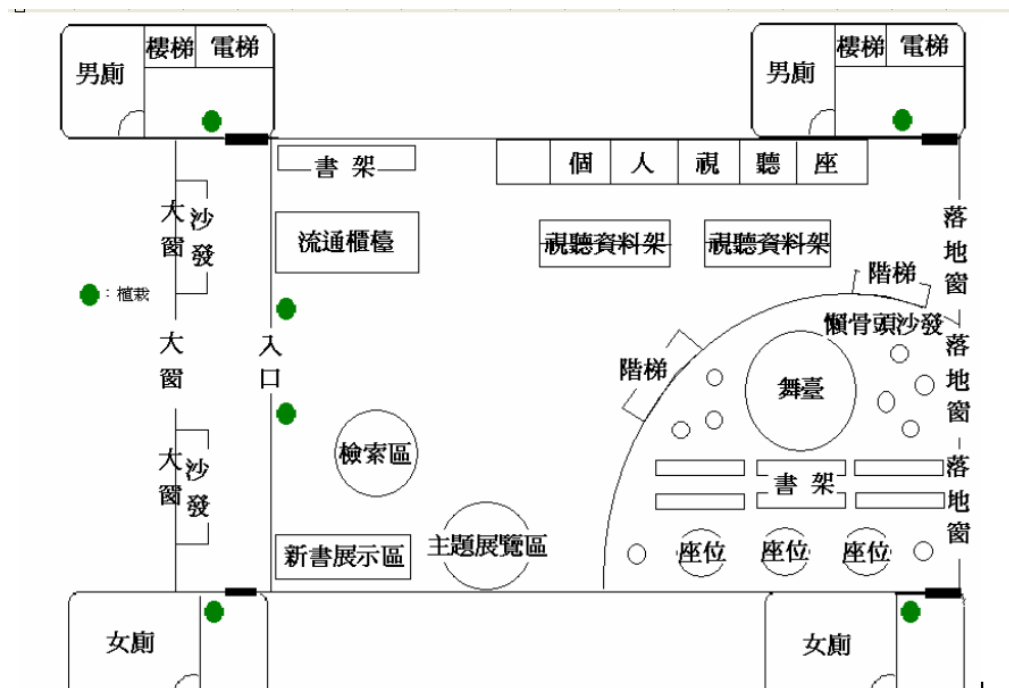 男廁
樓梯
電梯
男廁
樓梯
電梯
書 架
個 人 視 聽 座
大窗
沙發
流通櫃檯
視聽資料架
視聽資料架
落地窗
階梯
：植栽
懶骨頭沙發
大窗
入口
階梯
舞臺
落地窗
大窗
沙發
檢索區
書 架
落地窗
新書展示區
主題展覽區
座位
座位
座位
女廁
女廁